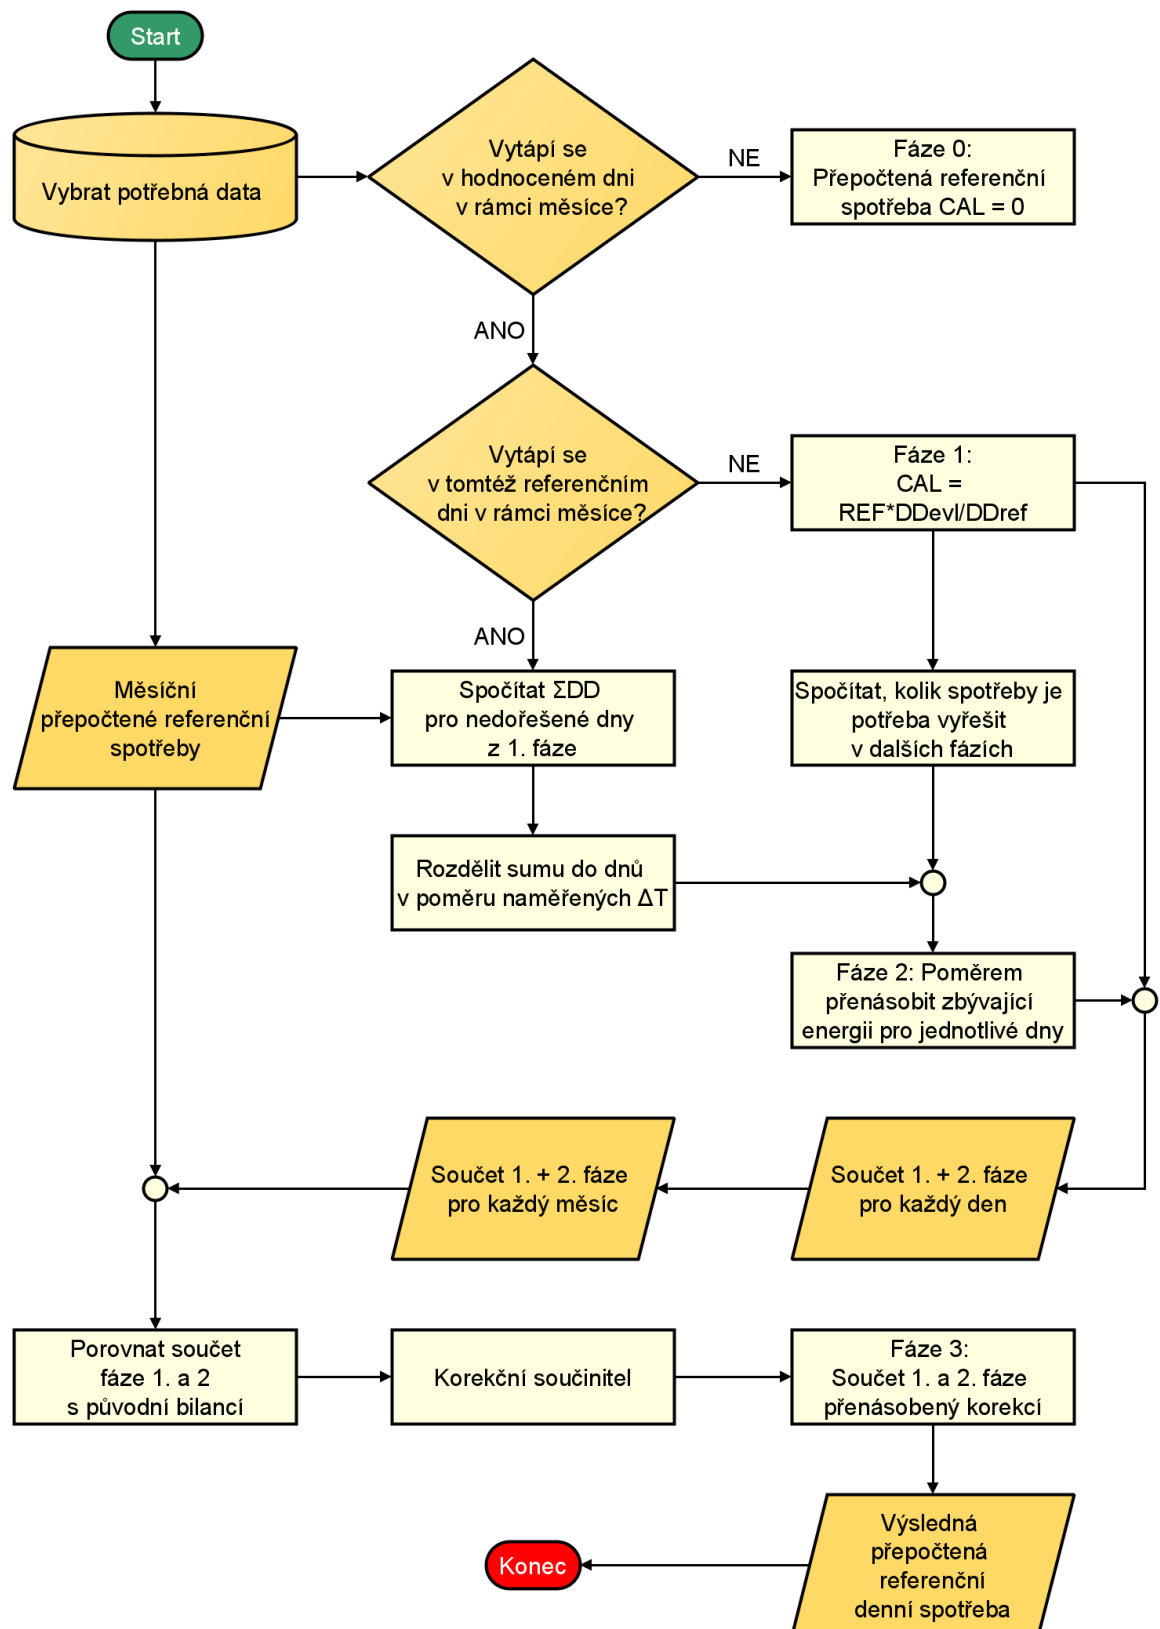 Start
Vybrat potřebná data
Vytápí se
v hodnoceném dni
v rámci měsíce?
NE
Fáze 0:
Přepočtená referenční
spotřeba CAL = 0
ANO
Vytápí se
v tomtéž referenčním
dni v rámci měsíce?
NE
Fáze 1:
CAL =
REF*DDevl/DDref
ANO
Měsíční
přepočtené referenční
spotřeby
Spočítat ΣDD
pro nedořešené dny
z 1. fáze
Spočítat, kolik spotřeby je
potřeba vyřešit
v dalších fázích
Rozdělit sumu do dnů
v poměru naměřených ΔT
Fáze 2: Poměrem
přenásobit zbývající
energii pro jednotlivé dny
Součet 1. + 2. fáze
pro každý měsíc
Součet 1. + 2. fáze
pro každý den
Porovnat součet
fáze 1. a 2
s původní bilancí
Korekční součinitel
Fáze 3:
Součet 1. a 2. fáze
přenásobený korekcí
Výsledná
přepočtená
referenční
denní spotřeba
Konec